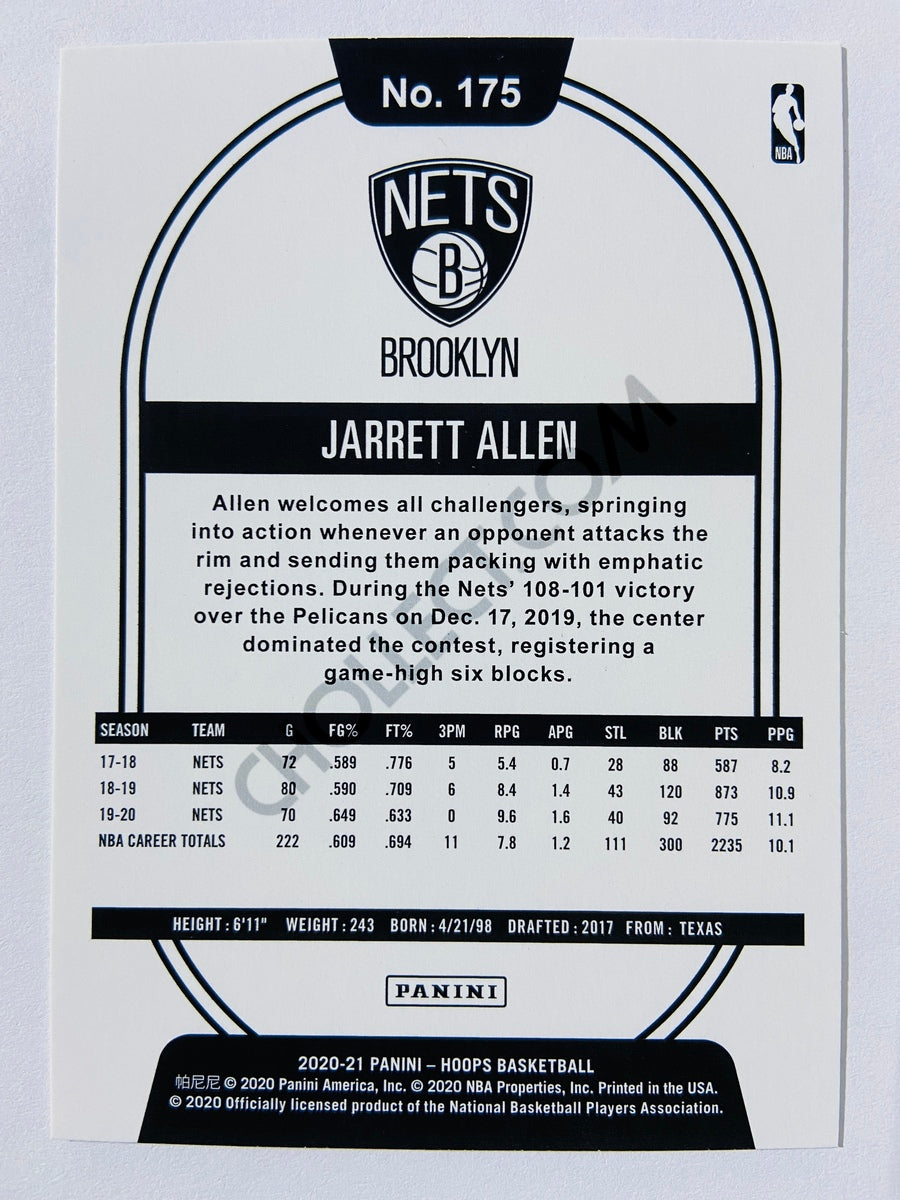 No. 175
NBA
NETS
B
BROOKLYN
JARRETT ALLEN
Allen welcomes all challengers, springing
into action whenever an opponent attacks the
rim and sending them packing with emphatic
rejections. During the Nets' 108-101 victory
over the Pelicans on Dec. 17, 2019, the center
dominated the contest, registering a
game-high six blocks.
CHOLLECT.COM
SEASON TEAM G FG% FT% 3PM RPG APG STL BLK PTS PPG
17-18 NETS 72 .589 .776 5 5.4 0.7 28 88 587 8.2
18-19 NETS 80 .590 .709 6 8.4 1.4 43 120 873 10.9
19-20 NETS 70 .649 .633 0 9.6 1.6 40 92 775 11.1
NBA CAREER TOTALS 222 .609 .694 11 7.8 1.2 111 300 2235 10.1
HEIGHT: 6'11" WEIGHT: 243 BORN: 4/21/98 DRAFTED: 2017 FROM: TEXAS
PANINI
2020-21 PANINI – HOOPS BASKETBALL
帕尼尼 © 2020 Panini America, Inc. © 2020 NBA Properties, Inc. Printed in the USA.
© 2020 Officially licensed product of the National Basketball Players Association.